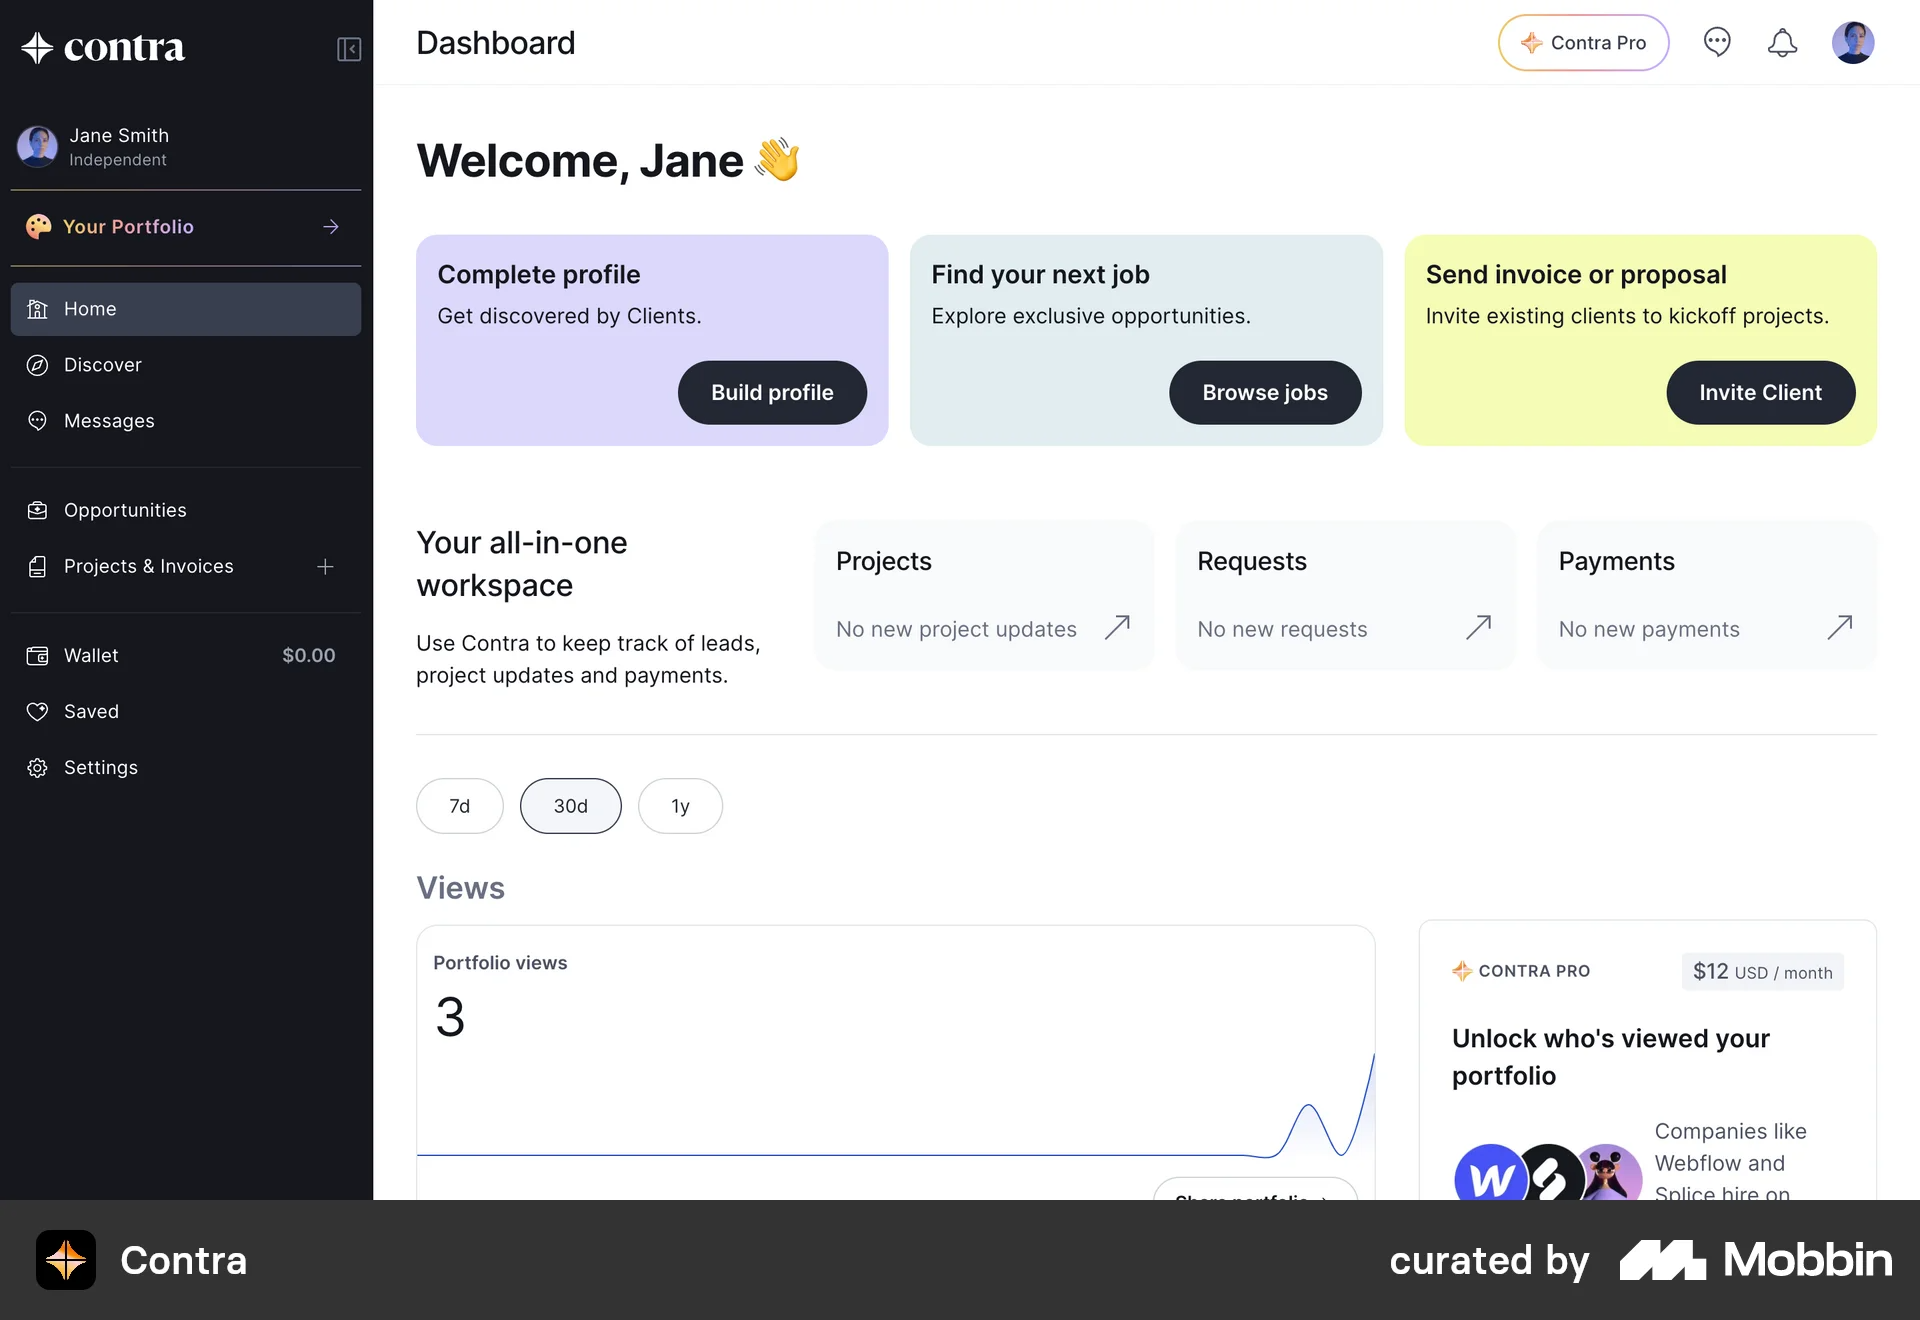 contra
Jane Smith
Independent
Your Portfolio
Home
Discover
Messages
Opportunities
Projects & Invoices
Wallet $0.00
Saved
Settings
Dashboard
Contra Pro
Welcome, Jane 👋
Complete profile
Get discovered by Clients.
Build profile
Find your next job
Explore exclusive opportunities.
Browse jobs
Send invoice or proposal
Invite existing clients to kickoff projects.
Invite Client
Your all-in-one
workspace
Use Contra to keep track of leads,
project updates and payments.
Projects
No new project updates
Requests
No new requests
Payments
No new payments
7d 30d 1y
Views
Portfolio views
3
Share portfolio
CONTRA PRO
$12 USD / month
Unlock who's viewed your
portfolio
Companies like
Webflow and
Splice hire on
Contra
curated by Mobbin